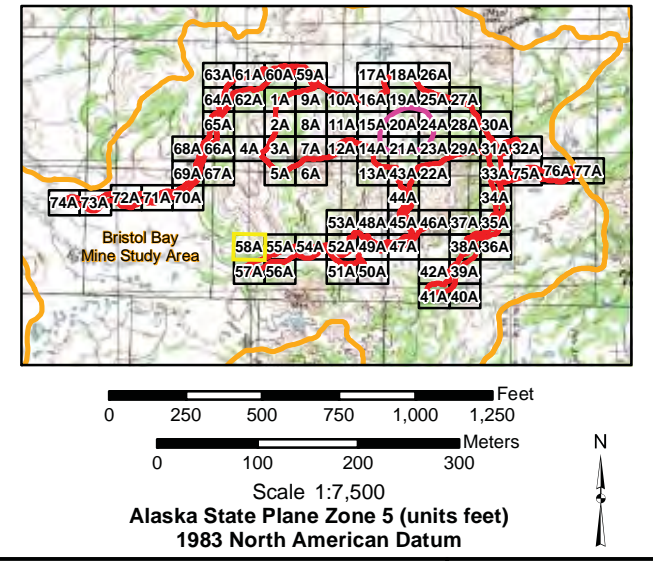 63A 61A 60A 59A 17A 18A 26A
64A 62A 1A 9A 10A 16A 19A 25A 27A
65A 2A 8A 11A 15A 20A 24A 28A 30A
68A 66A 4A 3A 7A 12A 14A 21A 23A 29A 31A 32A
69A 67A 5A 6A 13A 43A 22A 33A 75A 76A 77A
74A 73A 72A 71A 70A 44A 34A
53A 48A 45A 46A 37A 35A
Bristol Bay
Mine Study Area
58A 55A 54A 52A 49A 47A 38A 36A
57A 56A 51A 50A 42A 39A
41A 40A
Feet
0 250 500 750 1,000 1,250
Meters
0 100 200 300
N
Scale 1:7,500
Alaska State Plane Zone 5 (units feet)
1983 North American Datum